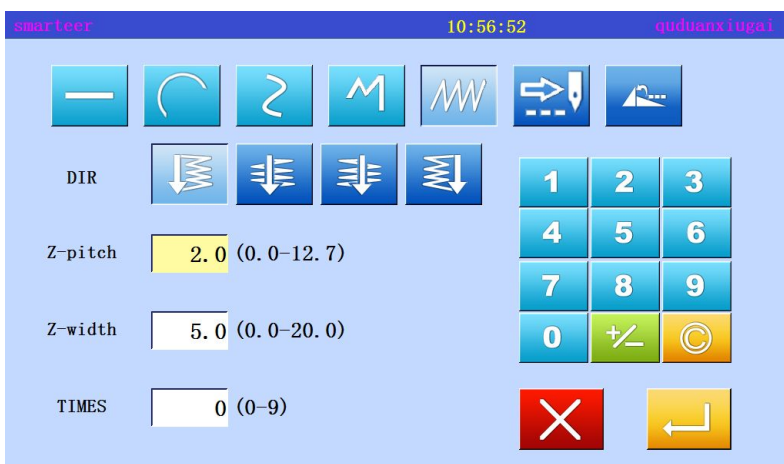 smarteer 10:56:52 quduanxiugai
DIR
1 2 3
Z-pitch 2.0 (0.0-12.7)
4 5 6
7 8 9
Z-width 5.0 (0.0-20.0)
0 +/- ©
TIMES 0 (0-9)